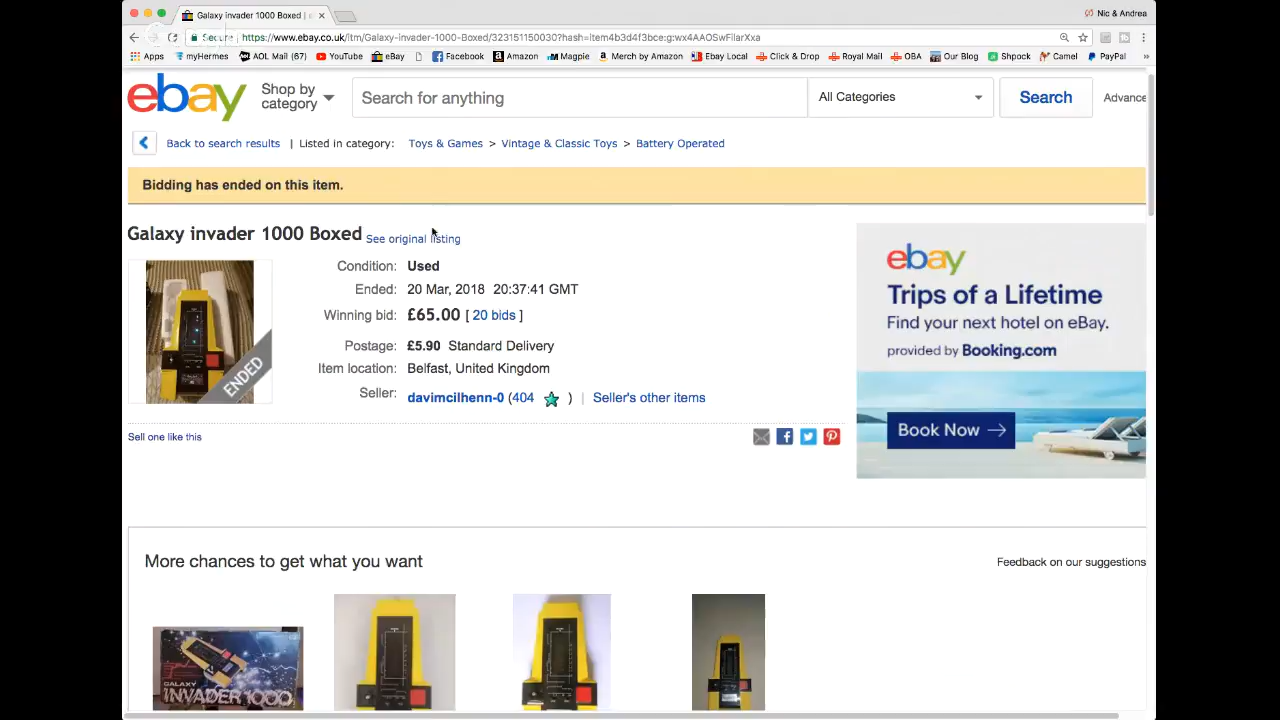 Galaxy invader 1000 Boxed |
Nic & Andrea
Secure https://www.ebay.co.uk/itm/Galaxy-invader-1000-Boxed/323151150030?hash=item4b3d4f3bce:g:wx4AAOSwFilarXxa
Apps myHermes AOL Mail (67) YouTube eBay Facebook Amazon Magpie Merch by Amazon Ebay Local Click & Drop Royal Mail OBA Our Blog Shpock Camel PayPal »
ebay Shop by category Search for anything All Categories Search Advance
Back to search results | Listed in category: Toys & Games > Vintage & Classic Toys > Battery Operated
Bidding has ended on this item.
Galaxy invader 1000 Boxed See original listing
Condition: Used
Ended: 20 Mar, 2018 20:37:41 GMT
Winning bid: £65.00 [ 20 bids ]
Postage: £5.90 Standard Delivery
Item location: Belfast, United Kingdom
Seller: davimcilhenn-0 (404 ) | Seller's other items
ENDED
Sell one like this
ebay
Trips of a Lifetime
Find your next hotel on eBay.
provided by Booking.com
Book Now
More chances to get what you want
Feedback on our suggestions
GALAXY
INVADER 1000